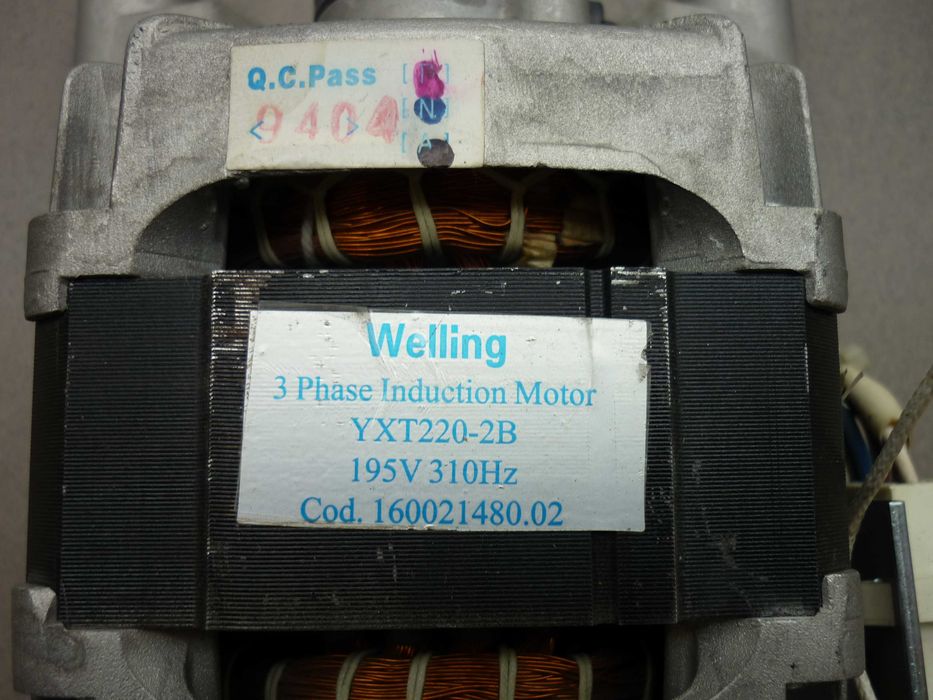 Q.C.Pass
[T]
[N]
[A]
<9404>
Welling
3 Phase Induction Motor
YXT220-2B
195V 310Hz
Cod. 160021480.02